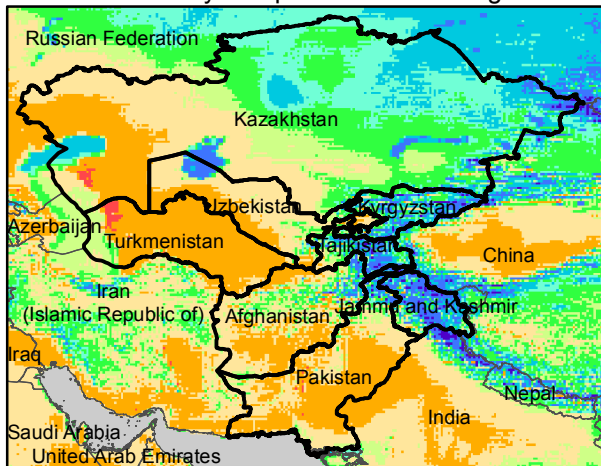 Russian Federation
Kazakhstan
Uzbekistan
Kyrgyzstan
Azerbaijan
Turkmenistan
Tajikistan
China
Iran
(Islamic Republic of)
Afghanistan
Jammu and Kashmir
Iraq
Pakistan
Nepal
India
Saudi Arabia
United Arab Emirates